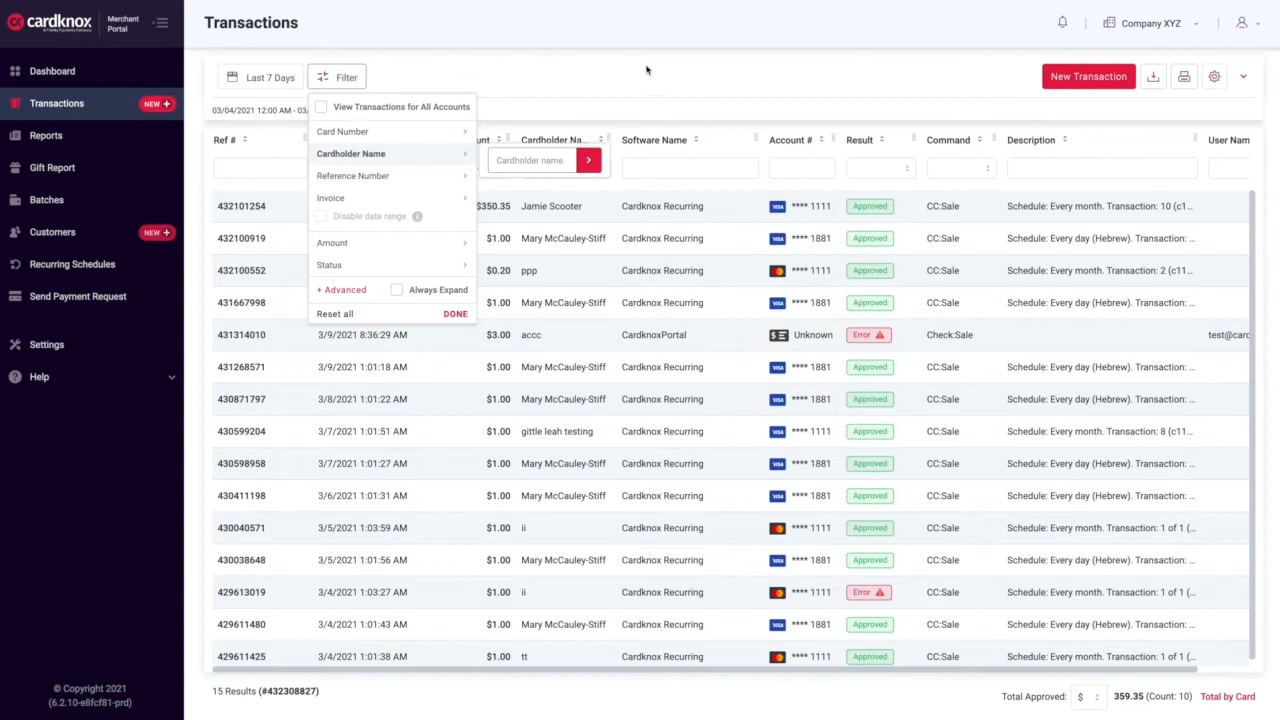 cardknox
Merchant Portal
Transactions
Company XYZ
Dashboard
Transactions NEW +
Reports
Gift Report
Batches
Customers NEW +
Recurring Schedules
Send Payment Request
Settings
Help
© Copyright 2021
(6.2.10-e8fcf81-prd)
Last 7 Days Filter New Transaction
03/04/2021 12:00 AM - 03/
View Transactions for All Accounts
Card Number
Cardholder Name
Reference Number
Invoice
Disable date range
Amount
Status
+ Advanced Always Expand
Reset all DONE
Cardholder name
Ref # unt Cardholder Na... Software Name Account # Result Command Description User Nam
432101254 $350.35 Jamie Scooter Cardknox Recurring VISA **** 1111 Approved CC:Sale Schedule: Every month. Transaction: 10 (c1...
432100919 $1.00 Mary McCauley-Stiff Cardknox Recurring VISA **** 1881 Approved CC:Sale Schedule: Every day (Hebrew). Transaction: ...
432100552 $0.20 ppp Cardknox Recurring **** 1111 Approved CC:Sale Schedule: Every month. Transaction: 2 (c11...
431667998 $1.00 Mary McCauley-Stiff Cardknox Recurring VISA **** 1881 Approved CC:Sale Schedule: Every day (Hebrew). Transaction: ...
431314010 3/9/2021 8:36:29 AM $3.00 accc CardknoxPortal Unknown Error Check:Sale test@card
431268571 3/9/2021 1:01:18 AM $1.00 Mary McCauley-Stiff Cardknox Recurring VISA **** 1881 Approved CC:Sale Schedule: Every day (Hebrew). Transaction: ...
430871797 3/8/2021 1:01:22 AM $1.00 Mary McCauley-Stiff Cardknox Recurring VISA **** 1881 Approved CC:Sale Schedule: Every day (Hebrew). Transaction: ...
430599204 3/7/2021 1:01:51 AM $1.00 gittle leah testing Cardknox Recurring VISA **** 1111 Approved CC:Sale Schedule: Every month. Transaction: 8 (c11...
430598958 3/7/2021 1:01:27 AM $1.00 Mary McCauley-Stiff Cardknox Recurring VISA **** 1881 Approved CC:Sale Schedule: Every day (Hebrew). Transaction: ...
430411198 3/6/2021 1:01:31 AM $1.00 Mary McCauley-Stiff Cardknox Recurring VISA **** 1881 Approved CC:Sale Schedule: Every day (Hebrew). Transaction: ...
430040571 3/5/2021 1:03:59 AM $1.00 ii Cardknox Recurring **** 1111 Approved CC:Sale Schedule: Every month. Transaction: 1 of 1 (...
430038648 3/5/2021 1:01:56 AM $1.00 Mary McCauley-Stiff Cardknox Recurring VISA **** 1881 Approved CC:Sale Schedule: Every day (Hebrew). Transaction: ...
429613019 3/4/2021 1:03:27 AM $1.00 ii Cardknox Recurring **** 1111 Error CC:Sale Schedule: Every month. Transaction: 1 of 1 (...
429611480 3/4/2021 1:01:43 AM $1.00 Mary McCauley-Stiff Cardknox Recurring VISA **** 1881 Approved CC:Sale Schedule: Every day (Hebrew). Transaction: ...
429611425 3/4/2021 1:01:38 AM $1.00 tt Cardknox Recurring **** 1111 Approved CC:Sale Schedule: Every month. Transaction: 1 of 1 (...
15 Results (#432308827) Total Approved: $ 359.35 (Count: 10) Total by Card